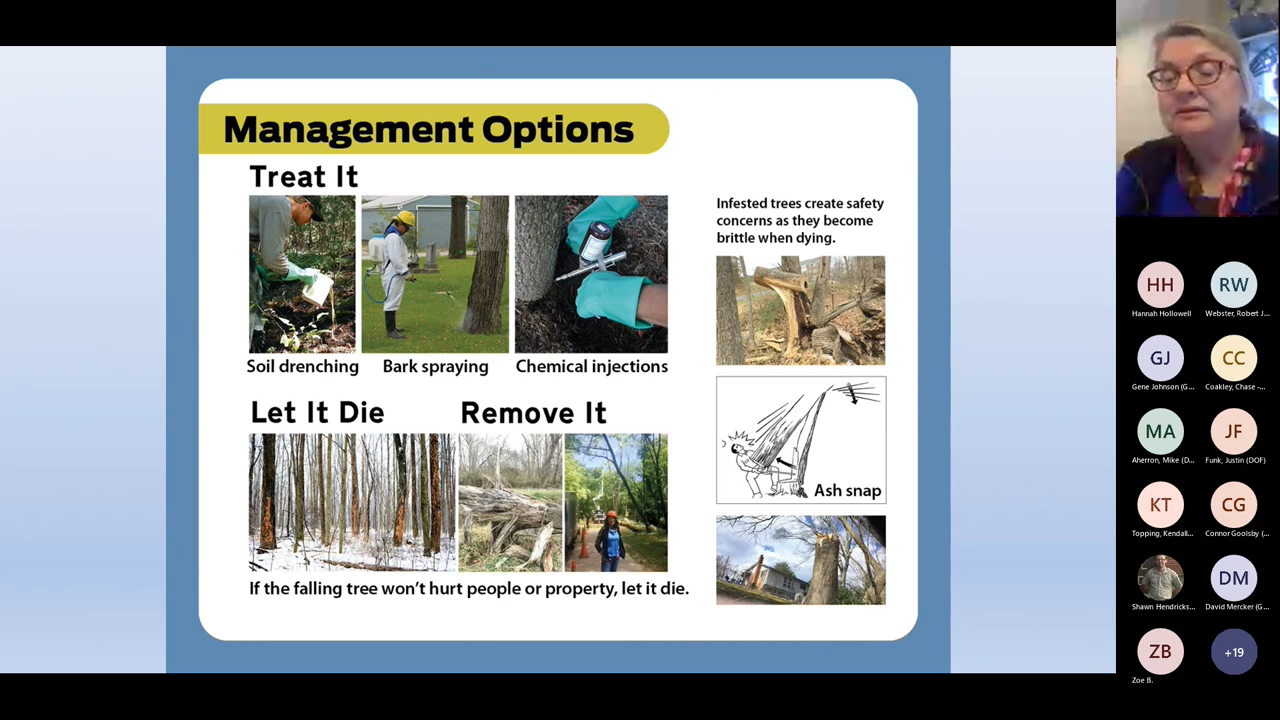 Management Options
Treat It
Soil drenching
Bark spraying
Chemical injections
Let It Die
Remove It
If the falling tree won't hurt people or property, let it die.
Infested trees create safety
concerns as they become
brittle when dying.
Ash snap
HH
Hannah Hollowell
RW
Webster, Robert J...
GJ
Gene Johnson (G...
CC
Coakley, Chase -...
MA
Aherron, Mike (D...
JF
Funk, Justin (DOF)
KT
Topping, Kendall...
CG
Connor Goolsby (...
Shawn Hendricks...
DM
David Mercker (G...
ZB
Zoe B.
+19